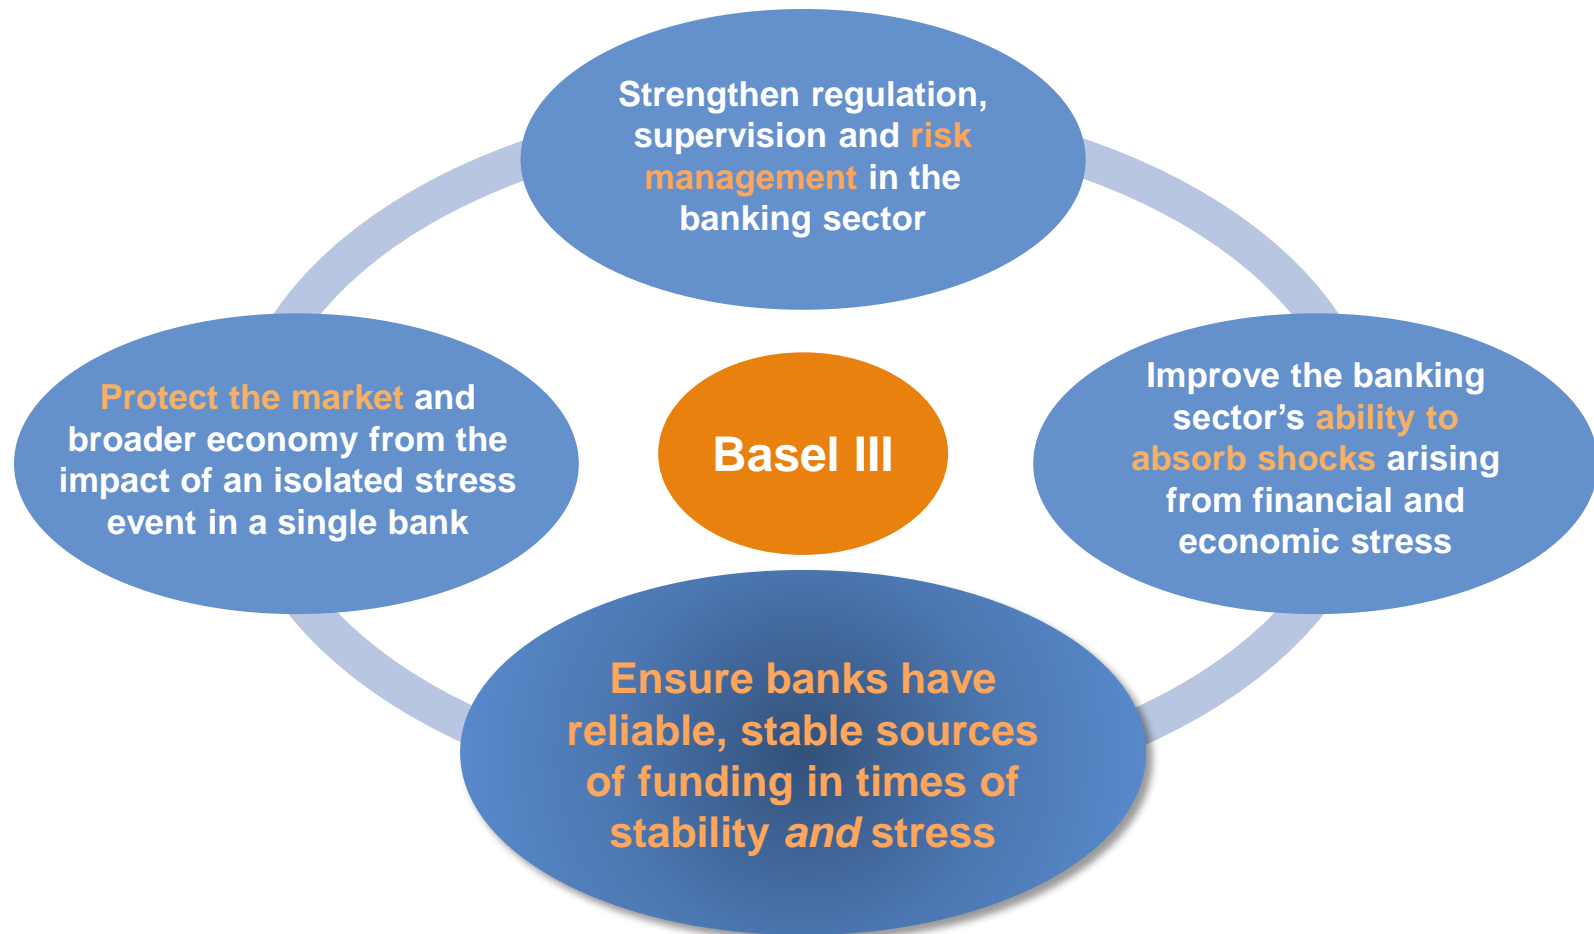 Strengthen regulation,
supervision and risk
management in the
banking sector
Protect the market and
broader economy from the
impact of an isolated stress
event in a single bank
Basel III
Improve the banking
sector’s ability to
absorb shocks arising
from financial and
economic stress
Ensure banks have
reliable, stable sources
of funding in times of
stability and stress